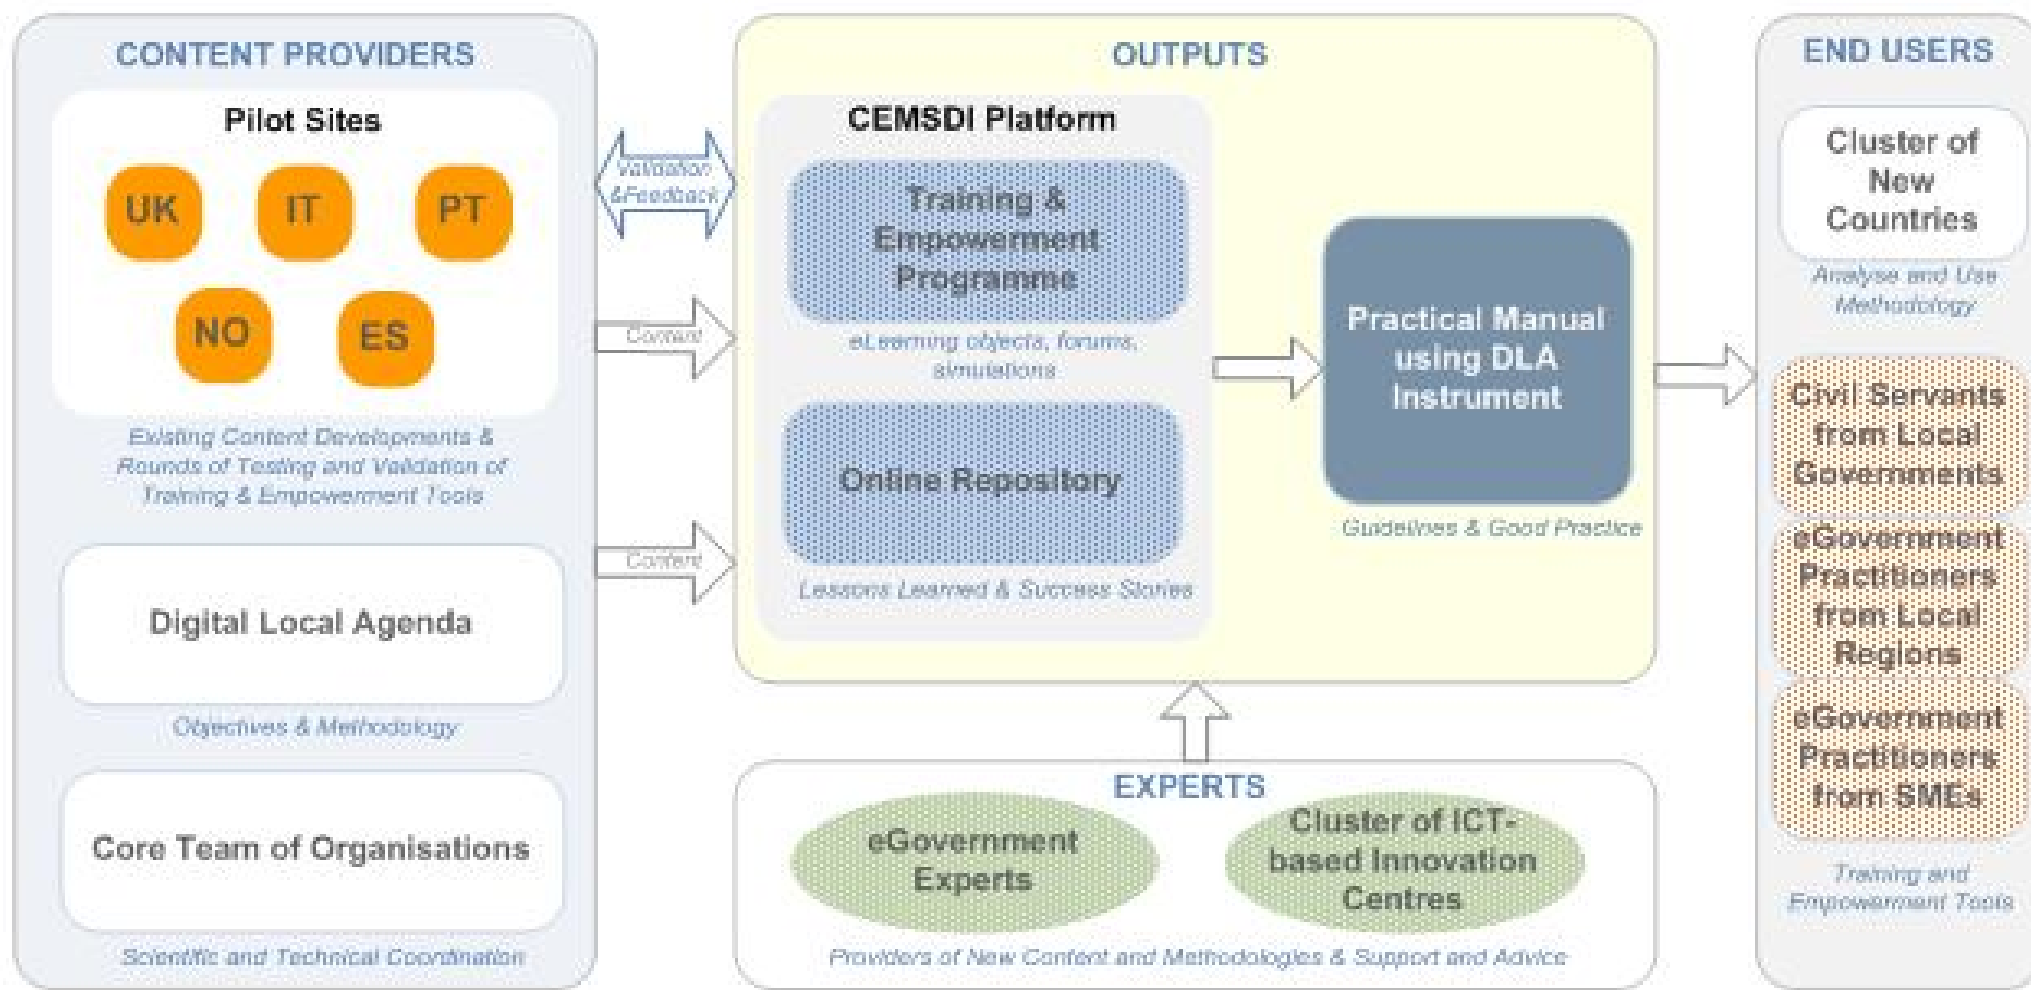 CONTENT PROVIDERS
Pilot Sites
UK
IT
PT
NO
ES
Existing Content Developments &
Rounds of Testing and Validation of
Training & Empowerment Tools
Digital Local Agenda
Objectives & Methodology
Core Team of Organisations
Scientific and Technical Coordination
Validation
&Feedback
Content
Content
OUTPUTS
CEMSDI Platform
Training &
Empowerment
Programme
eLearning objects, forums,
simulations
Online Repository
Lessons Learned & Success Stories
Practical Manual
using DLA
Instrument
Guidelines & Good Practice
EXPERTS
eGovernment
Experts
Cluster of ICT-
based Innovation
Centres
Providers of New Content and Methodologies & Support and Advice
END USERS
Cluster of
New
Countries
Analyse and Use
Methodology
Civil Servants
from Local
Governments
eGovernment
Practitioners
from Local
Regions
eGovernment
Practitioners
from SMEs
Training and
Empowerment Tools